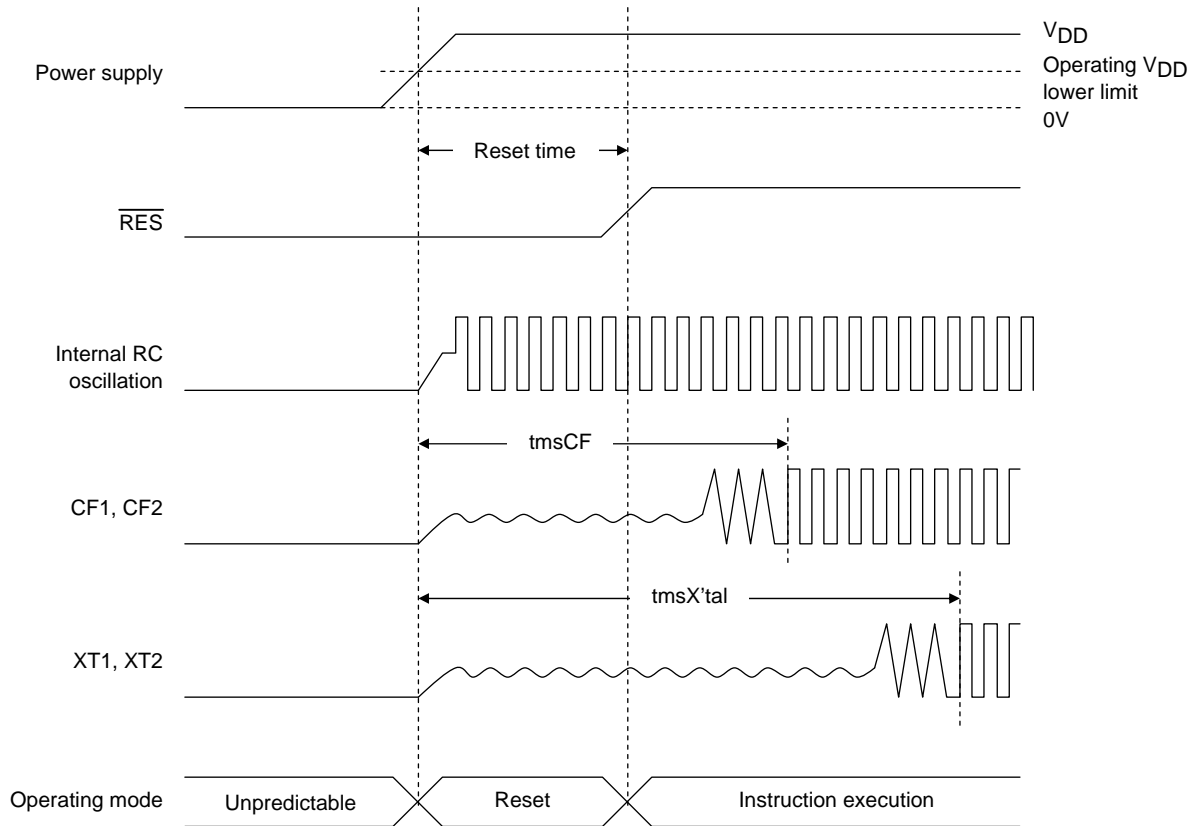 Power supply
VDD
Operating VDD
lower limit
0V
Reset time
RES
Internal RC
oscillation
tmsCF
CF1, CF2
tmsX'tal
XT1, XT2
Operating mode
Unpredictable
Reset
Instruction execution